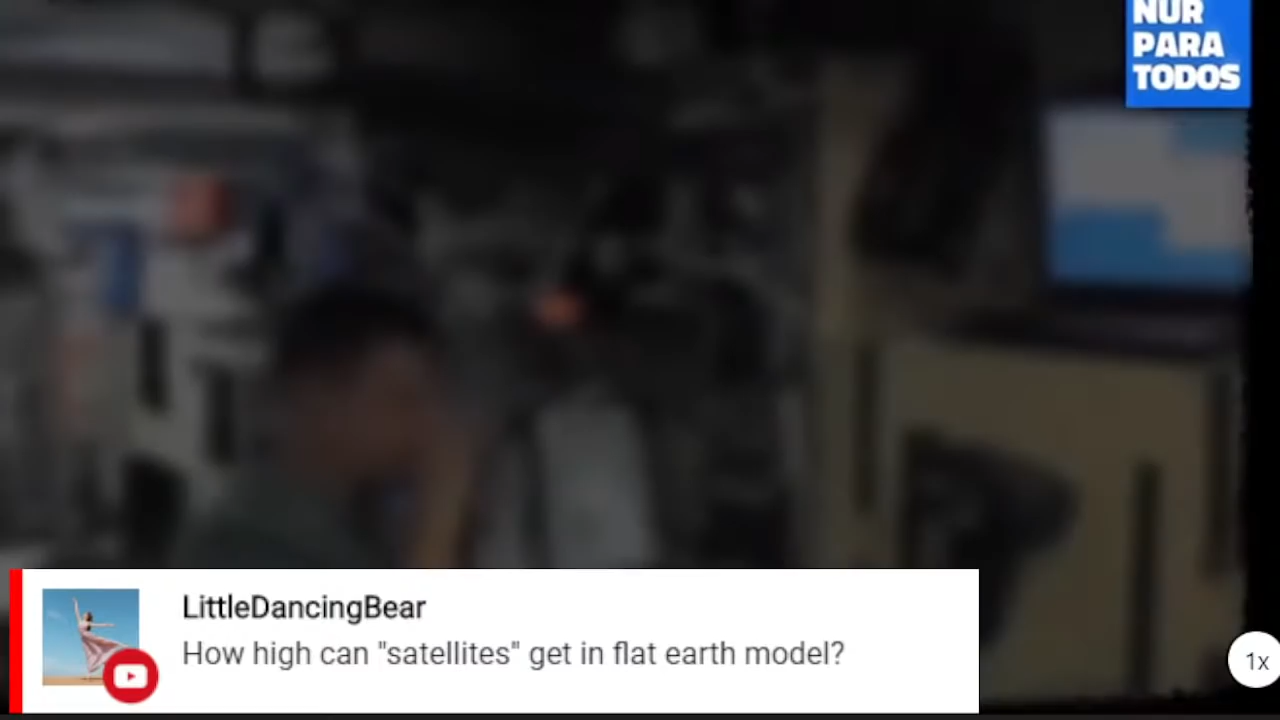 NUR
PARA
TODOS
LittleDancingBear
How high can "satellites" get in flat earth model?
1x